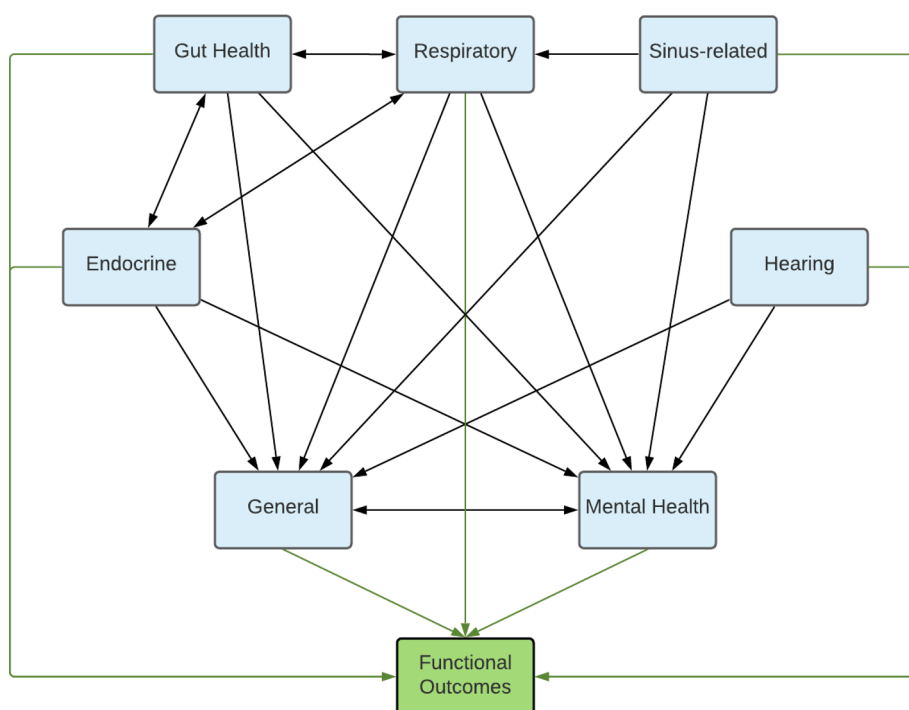 Gut Health
Respiratory
Sinus-related
Endocrine
Hearing
General
Mental Health
Functional
Outcomes